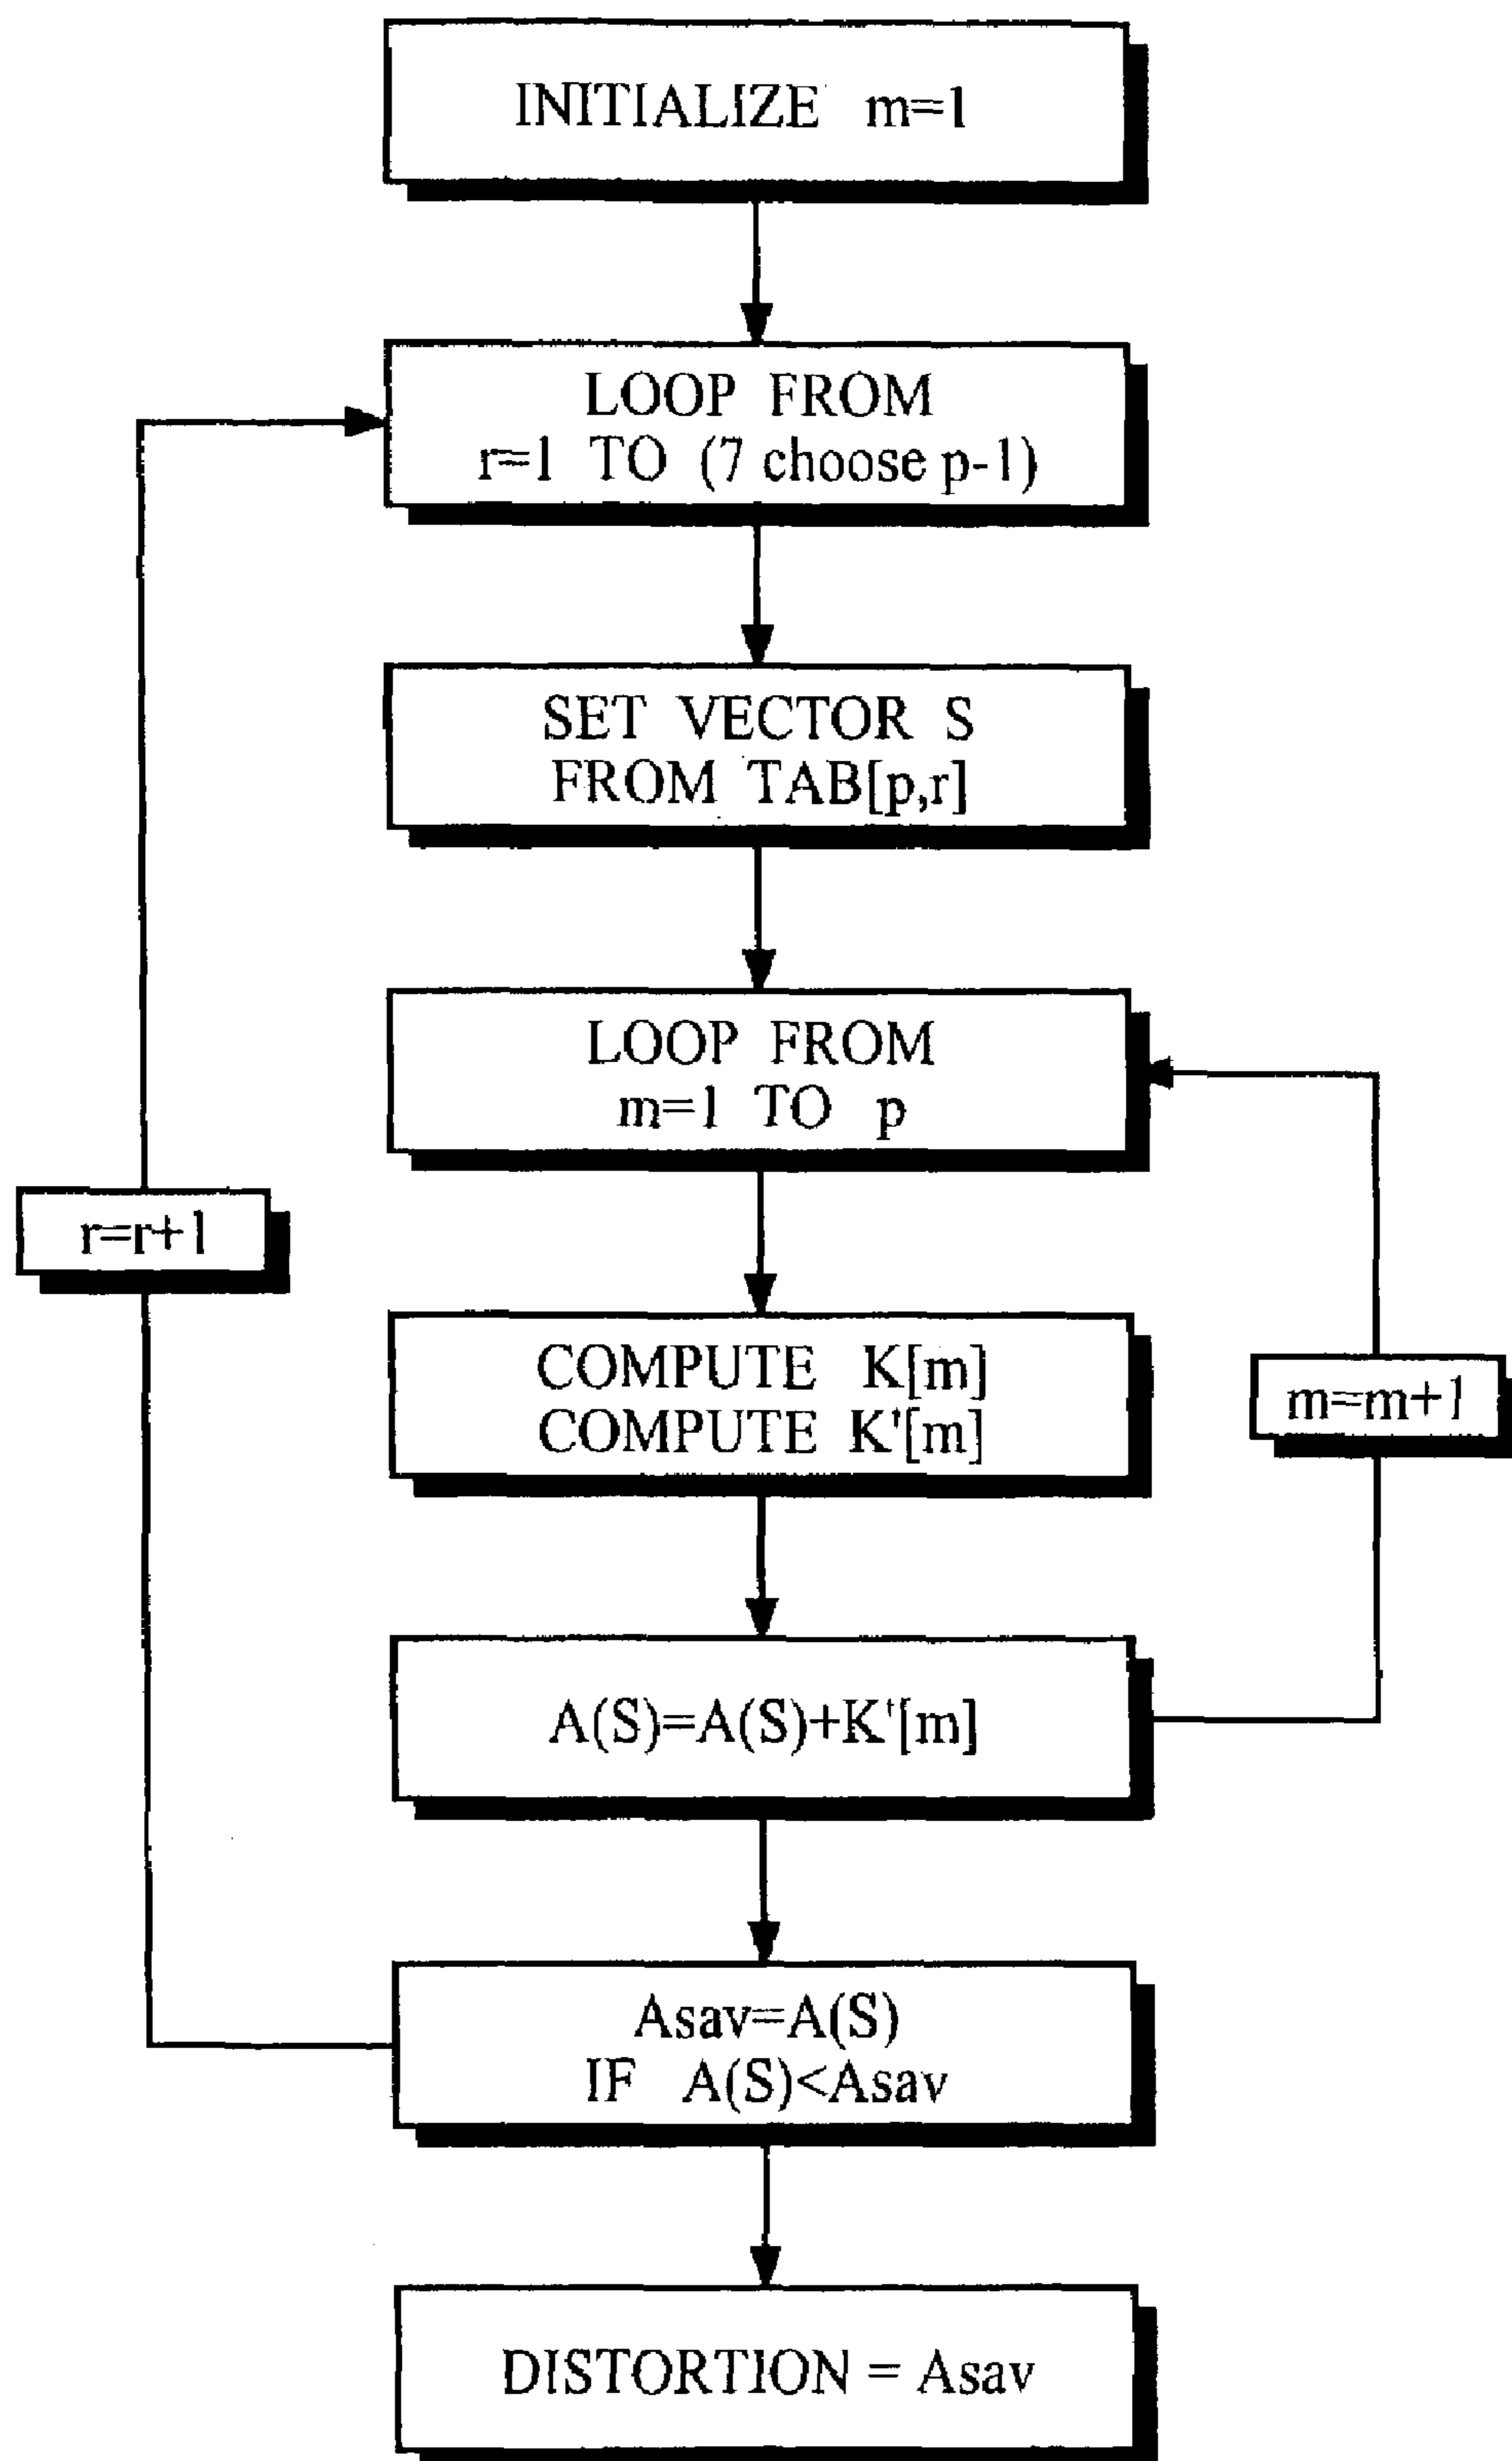 INITIALIZE m=1
LOOP FROM
r=1 TO (7 choose p-1)
SET VECTOR S
FROM TAB[p,r]
LOOP FROM
m=1 TO p
r=r+1
COMPUTE K[m]
COMPUTE K'[m]
m=m+1
A(S)=A(S)+K'[m]
Asav=A(S)
IF A(S)<Asav
DISTORTION = Asav